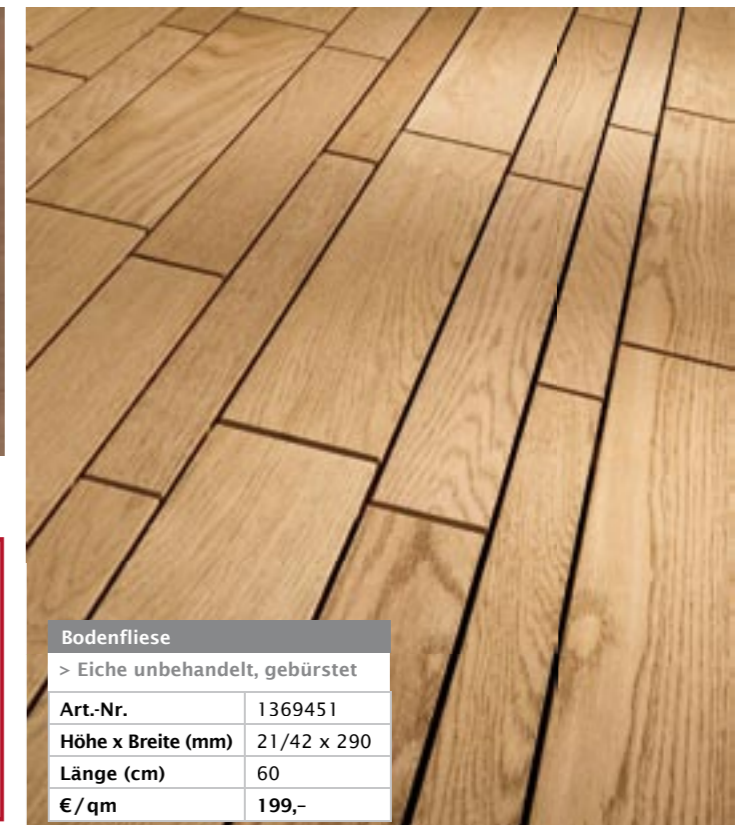 Bodenfliese
> Eiche unbehandelt, gebürstet
Art.-Nr. 1369451
Höhe x Breite (mm) 21/42 x 290
Länge (cm) 60
€/qm 199,–